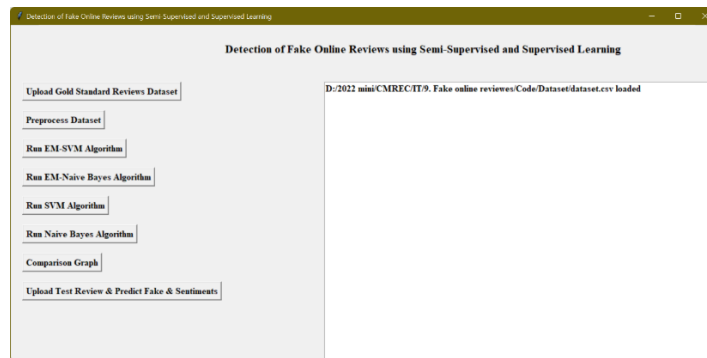 Detection of Fake Online Reviews using Semi-Supervised and Supervised Learning
Detection of Fake Online Reviews using Semi-Supervised and Supervised Learning
Upload Gold Standard Reviews Dataset
D:/2022 mini/CMREC/IT/9. Fake online reviewes/Code/Dataset/dataset.csv loaded
Preprocess Dataset
Run EM-SVM Algorithm
Run EM-Naive Bayes Algorithm
Run SVM Algorithm
Run Naive Bayes Algorithm
Comparison Graph
Upload Test Review & Predict Fake & Sentiments